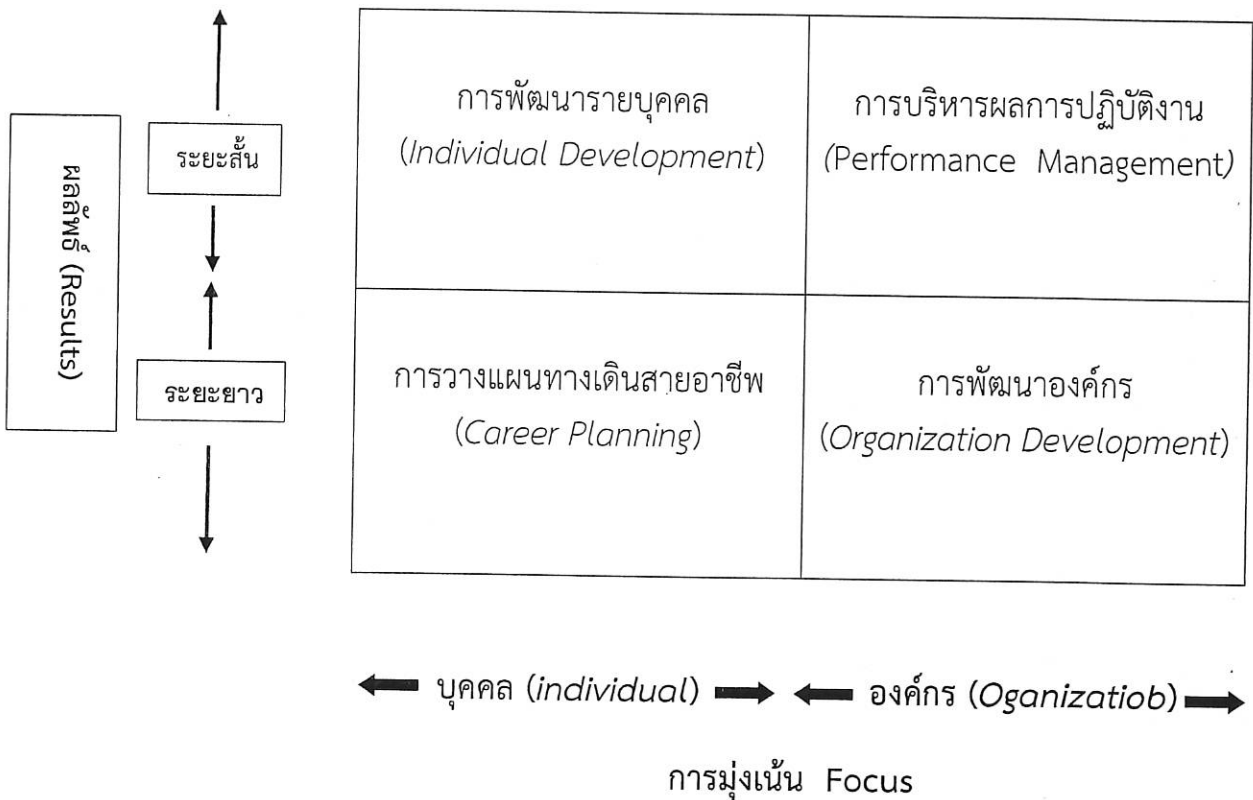 ผลลัพธ์ (Results)
ระยะสั้น
ระยะยาว
การพัฒนารายบุคคล
(Individual Development)
การบริหารผลการปฏิบัติงาน
(Performance Management)
การวางแผนทางเดินสายอาชีพ
(Career Planning)
การพัฒนาองค์กร
(Organization Development)
บุคคล (individual)
องค์กร (Oganizatiob)
การมุ่งเน้น Focus